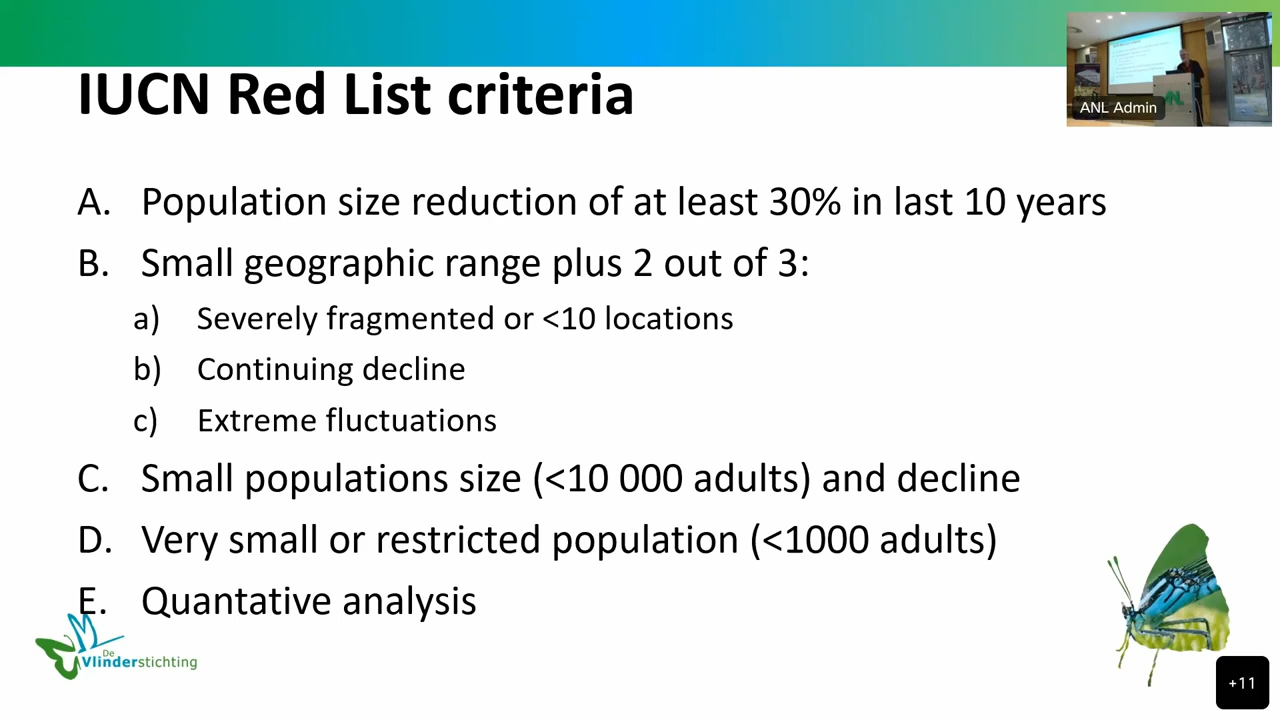 IUCN Red List criteria
ANL Admin
A. Population size reduction of at least 30% in last 10 years
B. Small geographic range plus 2 out of 3:
a) Severely fragmented or <10 locations
b) Continuing decline
c) Extreme fluctuations
C. Small populations size (<10 000 adults) and decline
D. Very small or restricted population (<1000 adults)
E. Quantative analysis
De
Vlinderstichting
+11